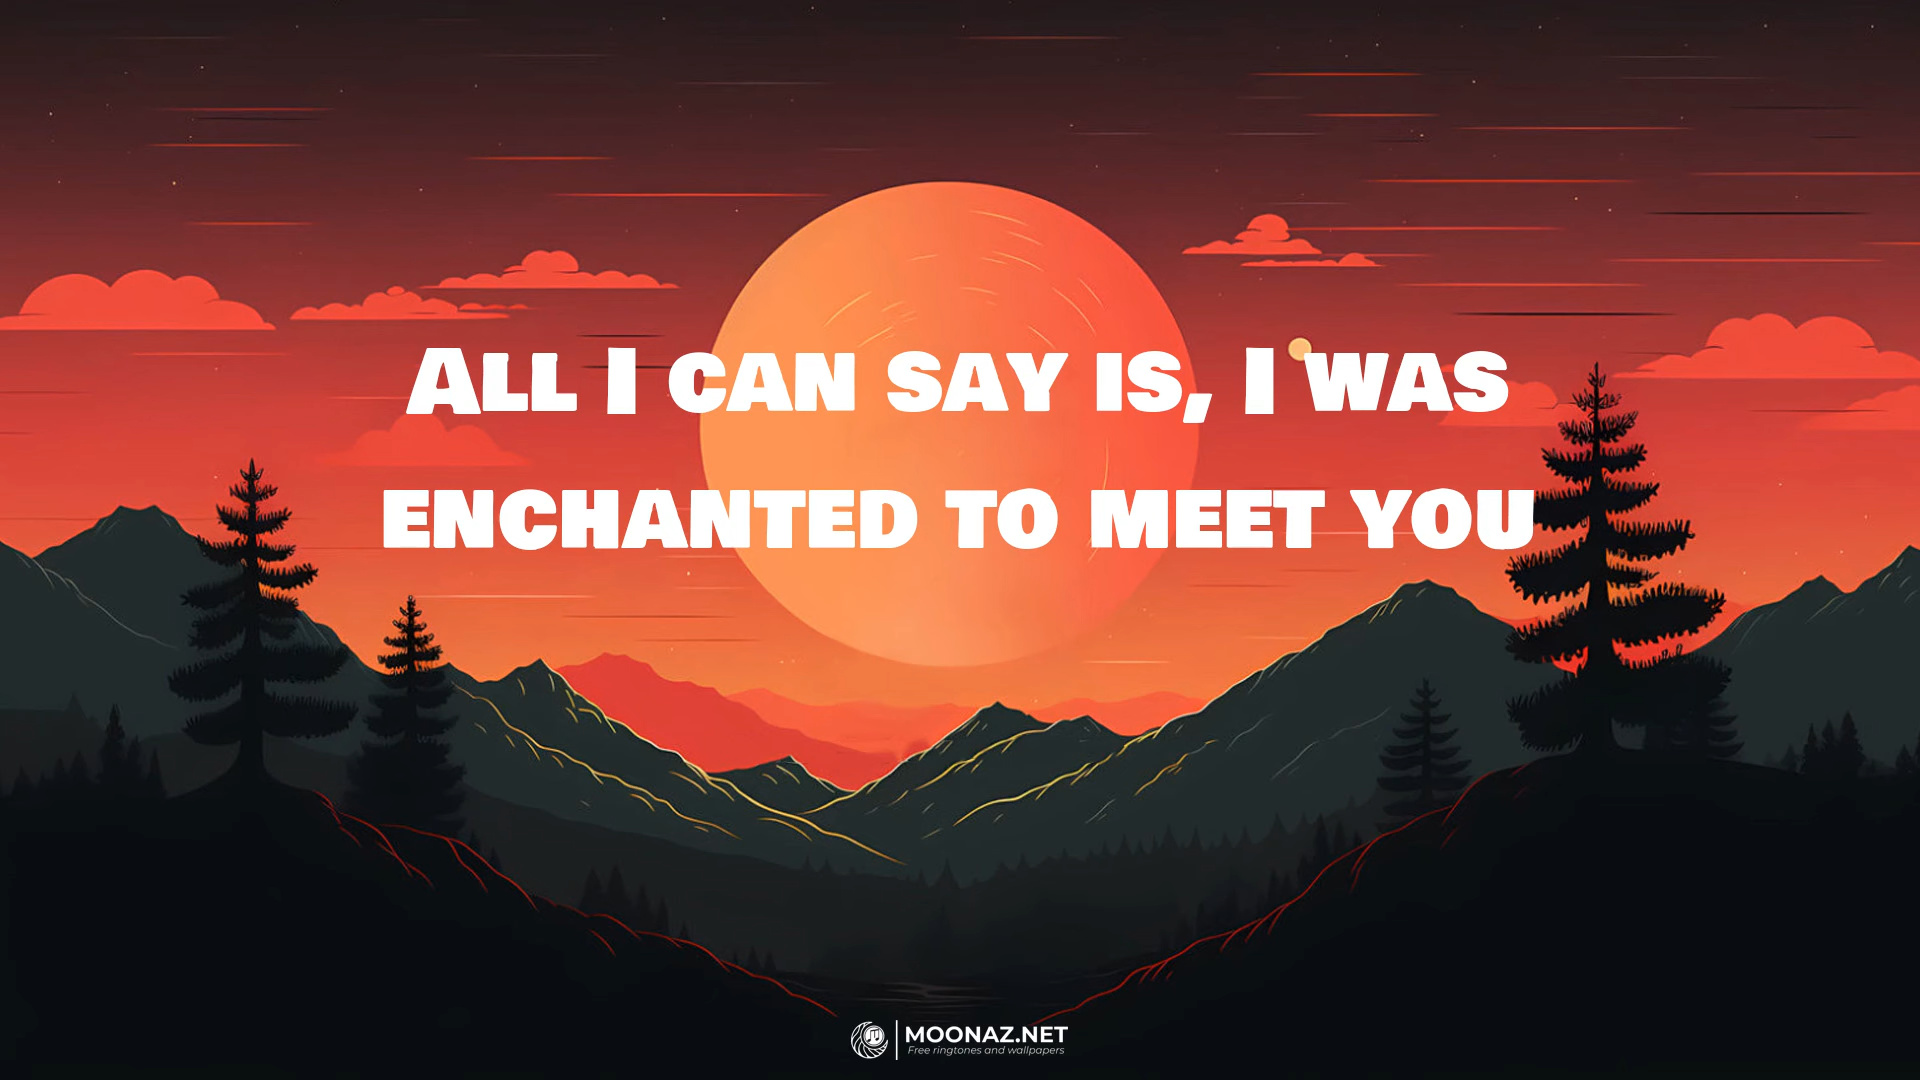 All I can say is, I was
enchanted to meet you
MOONAZ.NET
Free ringtones and wallpapers